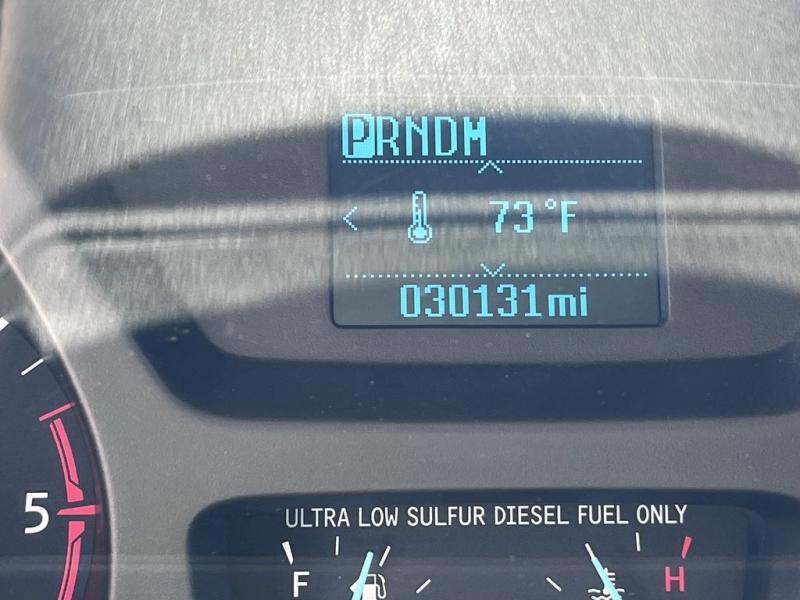 PRNDM
73°F
030131mi
5
ULTRA LOW SULFUR DIESEL FUEL ONLY
F
H